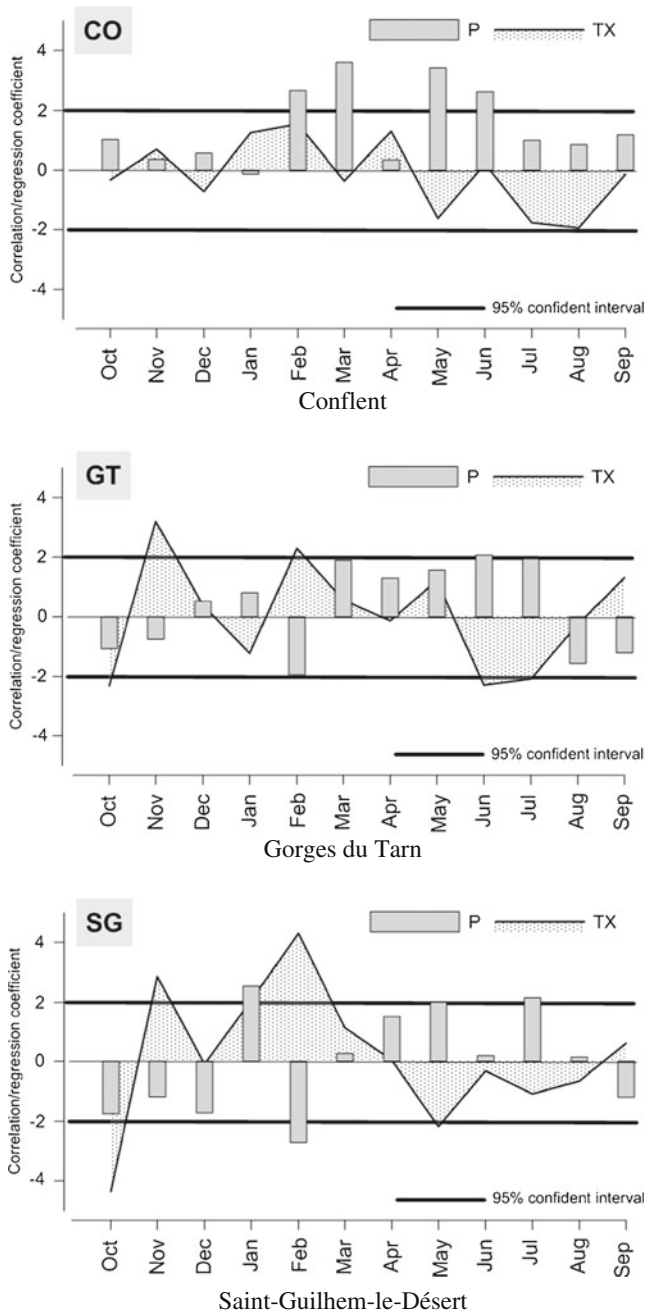 CO
P
TX
Correlation/regression coefficient
4
2
0
-2
-4
95% confident interval
Oct
Nov
Dec
Jan
Feb
Mar
Apr
May
Jun
Jul
Aug
Sep
Conflent
GT
P
TX
Correlation/regression coefficient
4
2
0
-2
-4
95% confident interval
Oct
Nov
Dec
Jan
Feb
Mar
Apr
May
Jun
Jul
Aug
Sep
Gorges du Tarn
SG
P
TX
Correlation/regression coefficient
4
2
0
-2
-4
95% confident interval
Oct
Nov
Dec
Jan
Feb
Mar
Apr
May
Jun
Jul
Aug
Sep
Saint-Guilhem-le-Désert